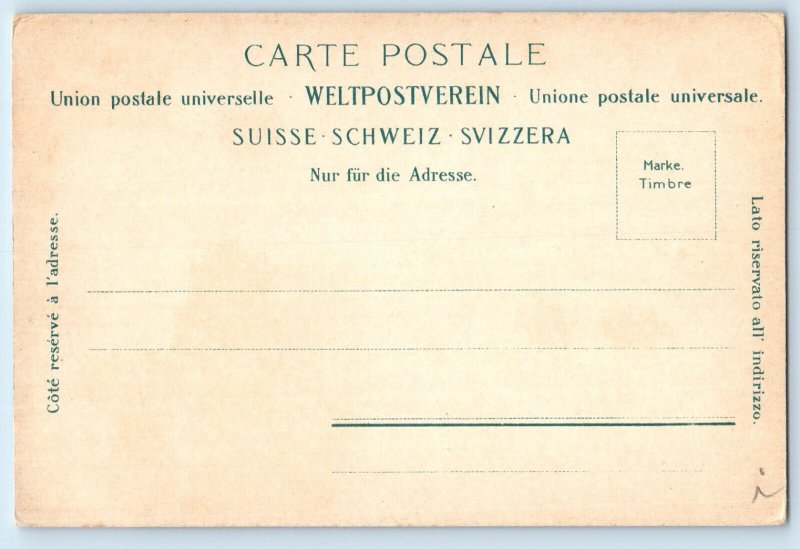 CARTE POSTALE
Union postale universelle · WELTPOSTVEREIN · Unione postale universale.
SUISSE · SCHWEIZ · SVIZZERA
Nur für die Adresse.
Marke.
Timbre
Côté resérvé à l'adresse.
Lato riservato all' indirizzo.